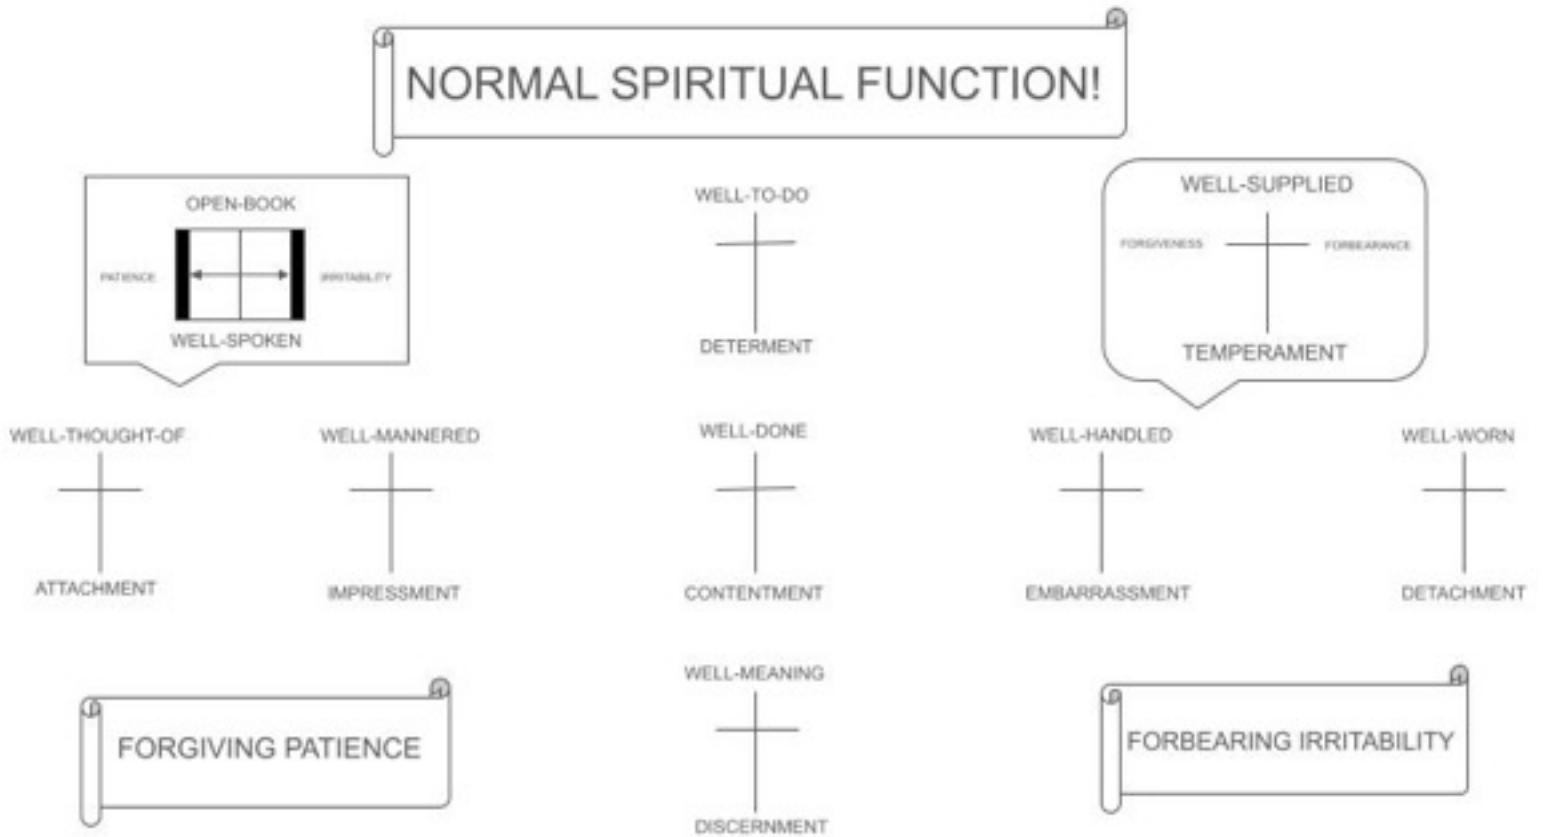 NORMAL SPIRITUAL FUNCTION!
OPEN-BOOK
PATIENCE
IRRITABILITY
WELL-SPOKEN
WELL-TO-DO
DETERMENT
WELL-SUPPLIED
FORGIVENESS
FORBEARANCE
TEMPERAMENT
WELL-THOUGHT-OF
WELL-MANNERED
WELL-DONE
WELL-HANDLED
WELL-WORN
ATTACHMENT
IMPRESSMENT
CONTENTMENT
EMBARRASSMENT
DETACHMENT
FORGIVING PATIENCE
WELL-MEANING
DISCERNMENT
FORBEARING IRRITABILITY